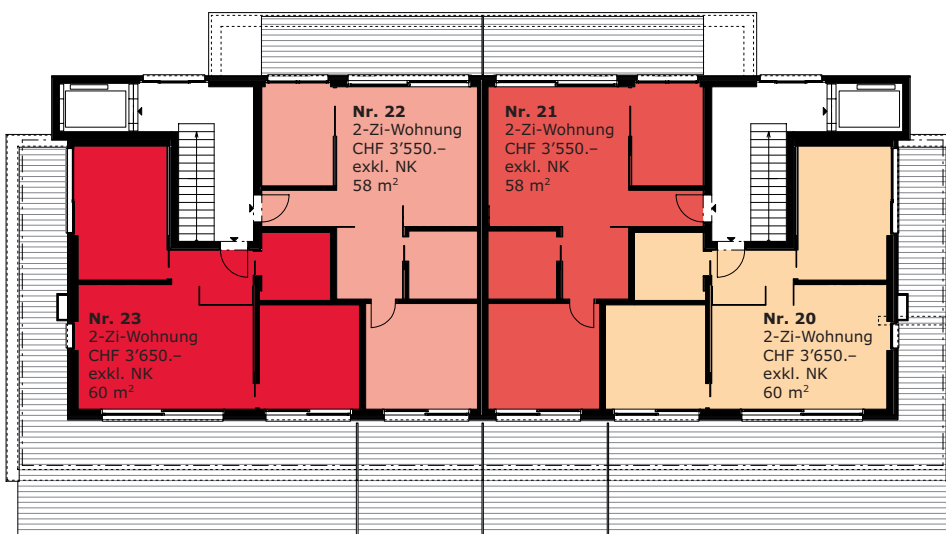 Nr. 22
2-Zi-Wohnung
CHF 3’550.–
exkl. NK
58 m²
Nr. 21
2-Zi-Wohnung
CHF 3’550.–
exkl. NK
58 m²
Nr. 23
2-Zi-Wohnung
CHF 3’650.–
exkl. NK
60 m²
Nr. 20
2-Zi-Wohnung
CHF 3’650.–
exkl. NK
60 m²